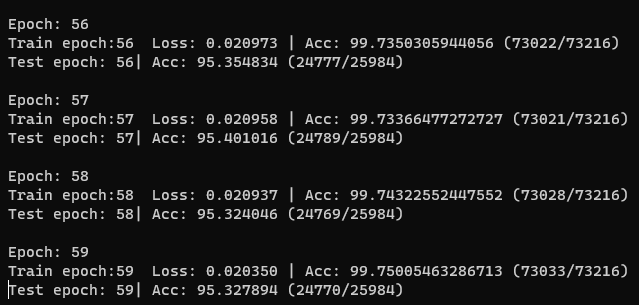 Epoch: 56
Train epoch:56  Loss: 0.020973 | Acc: 99.7350305944056 (73022/73216)
Test epoch: 56| Acc: 95.354834 (24777/25984)
Epoch: 57
Train epoch:57  Loss: 0.020958 | Acc: 99.73366477272727 (73021/73216)
Test epoch: 57| Acc: 95.401016 (24789/25984)
Epoch: 58
Train epoch:58  Loss: 0.020937 | Acc: 99.74322552447552 (73028/73216)
Test epoch: 58| Acc: 95.324046 (24769/25984)
Epoch: 59
Train epoch:59  Loss: 0.020350 | Acc: 99.75005463286713 (73033/73216)
Test epoch: 59| Acc: 95.327894 (24770/25984)